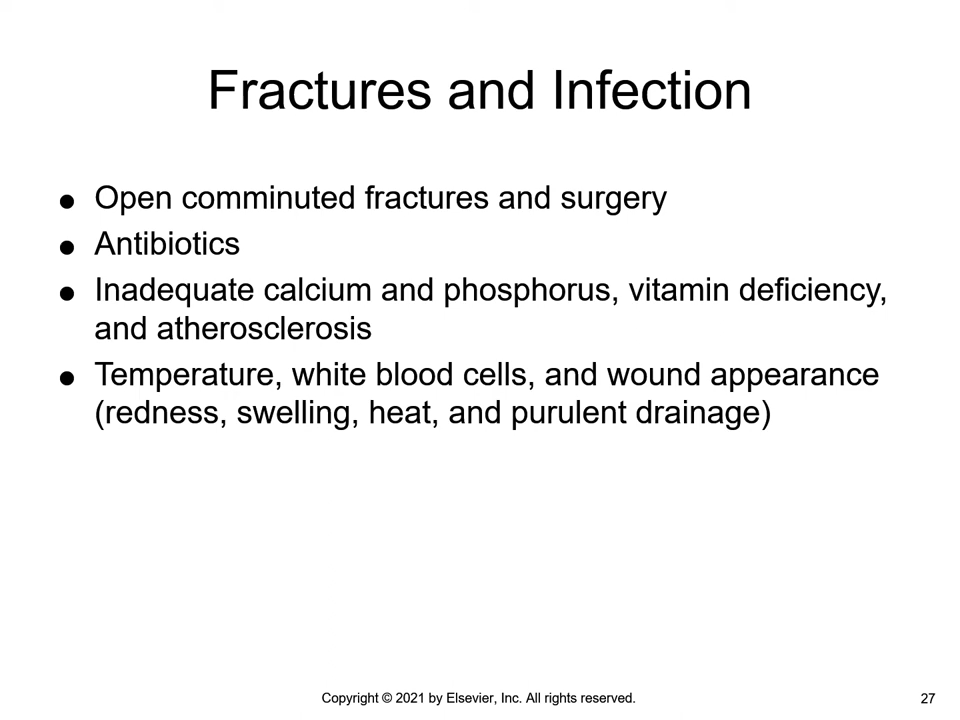 Fractures and Infection
● Open comminuted fractures and surgery
● Antibiotics
● Inadequate calcium and phosphorus, vitamin deficiency,
and atherosclerosis
● Temperature, white blood cells, and wound appearance
(redness, swelling, heat, and purulent drainage)
Copyright © 2021 by Elsevier, Inc. All rights reserved.
27